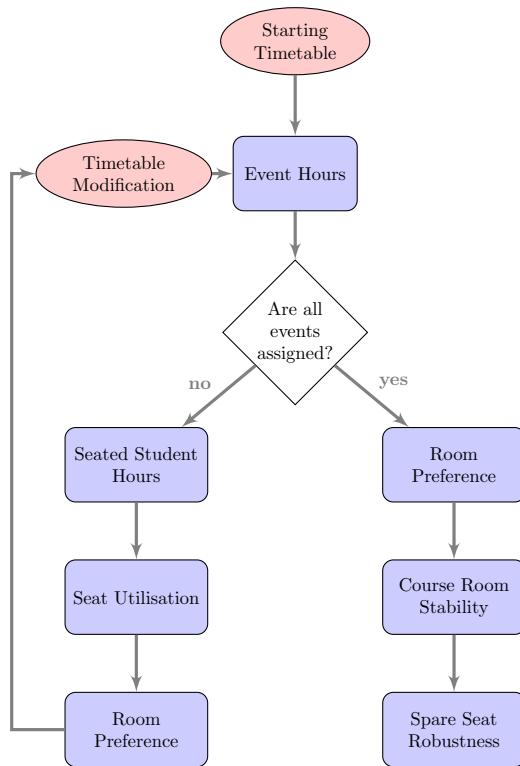 Starting
Timetable
Timetable
Modification
Event Hours
Are all
events
assigned?
no
yes
Seated Student
Hours
Room
Preference
Seat Utilisation
Course Room
Stability
Room
Preference
Spare Seat
Robustness